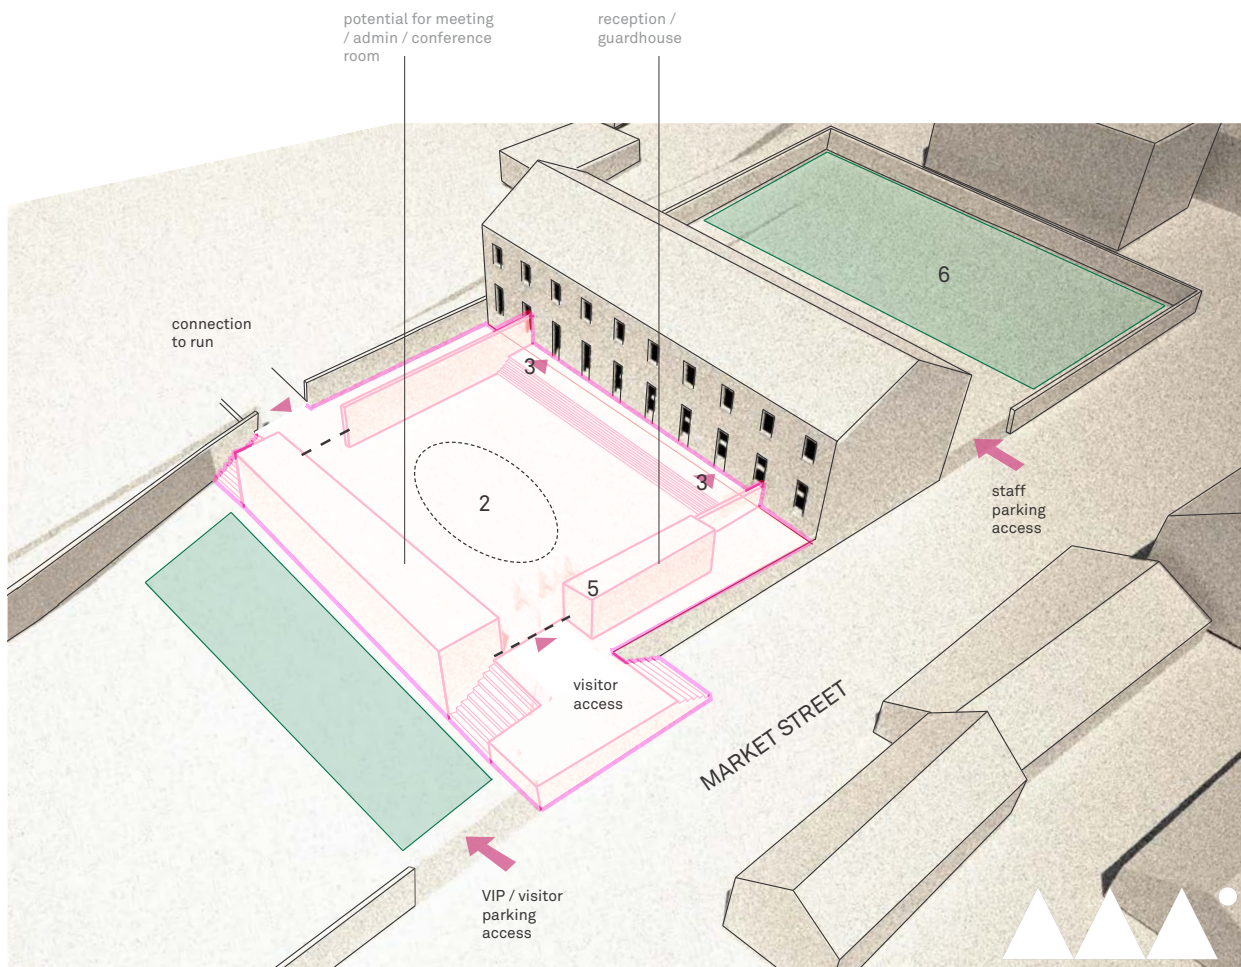 potential for meeting
/ admin / conference
room
reception /
guardhouse
6
connection
to run
3
2
3
staff
parking
access
5
visitor
access
MARKET STREET
VIP / visitor
parking
access